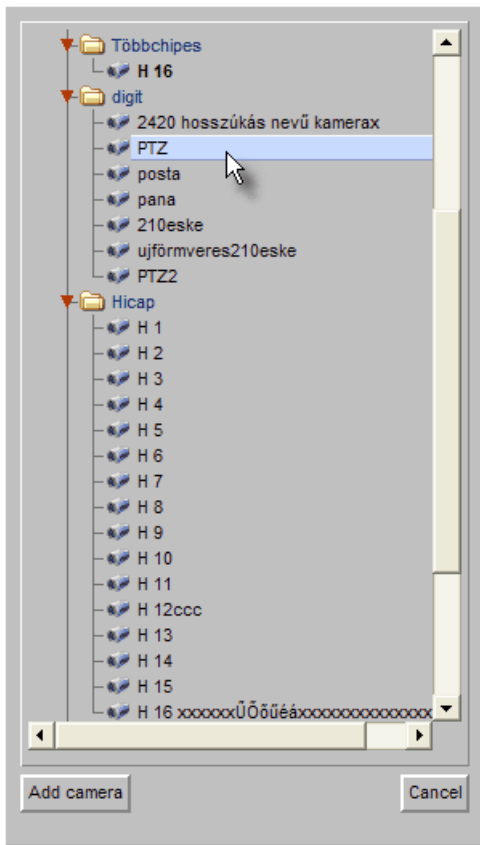 Többchipes
H 16
digit
2420 hosszúkás nevű kamerax
PTZ
posta
pana
210eske
ujförmveres210eske
PTZ2
Hicap
H 1
H 2
H 3
H 4
H 5
H 6
H 7
H 8
H 9
H 10
H 11
H 12ccc
H 13
H 14
H 15
H 16 xxxxxxŰÕõűéáxxxxxxxxxxxxxxx
Add camera
Cancel